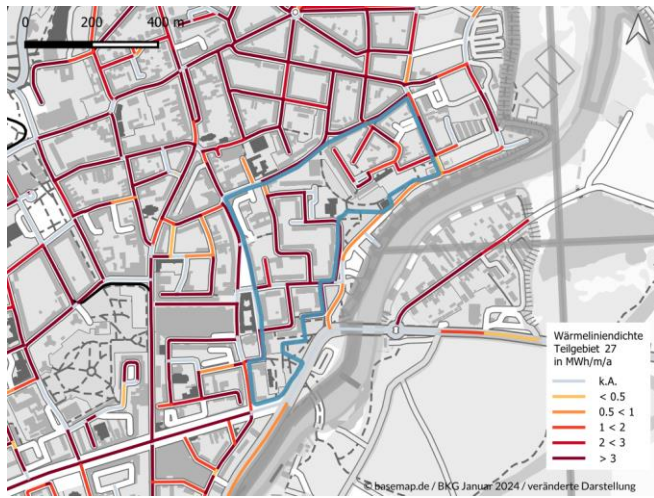 0 200 400 m
Wärmeliniendichte
Teilgebiet 27
in MWh/m/a
k.A.
< 0.5
0.5 < 1
1 < 2
2 < 3
> 3
© basemap.de / BKG Januar 2024 / veränderte Darstellung